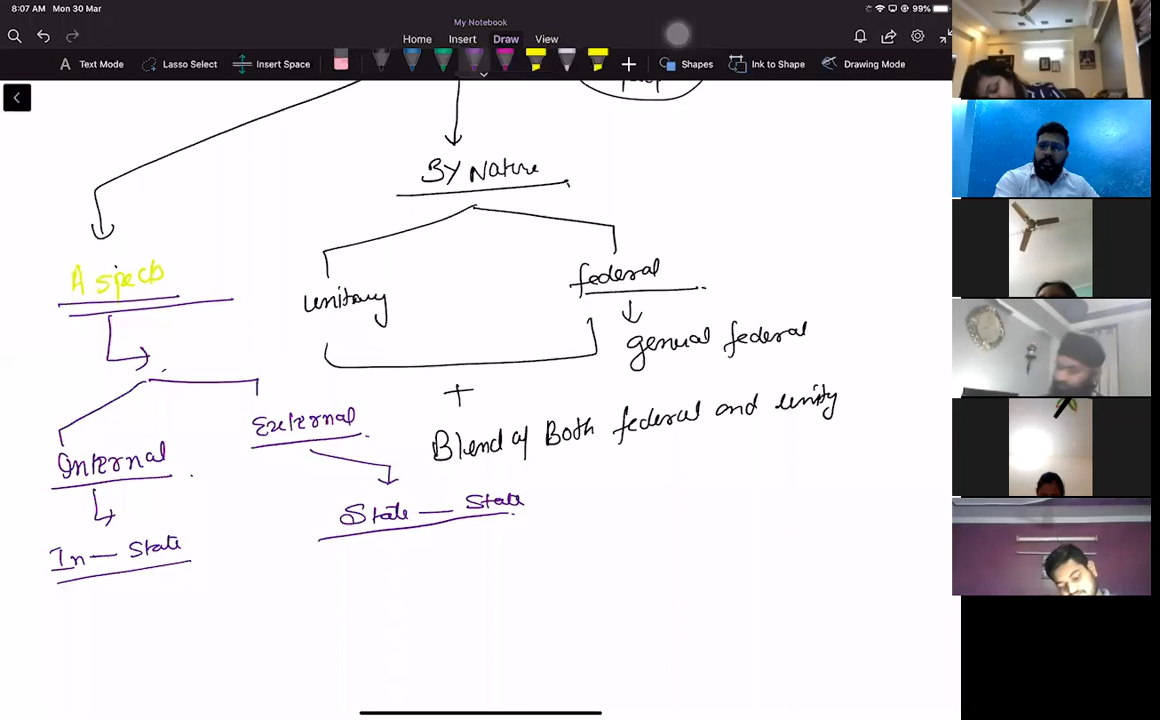 8:07 AM Mon 30 Mar
99%
My Notebook
Home Insert Draw View
Text Mode Lasso Select Insert Space Shapes Ink to Shape Drawing Mode
BY Nature
Aspects
unitary
federal
general federal
+
Blend of Both federal and unity
External
Internal
State — State
In — State